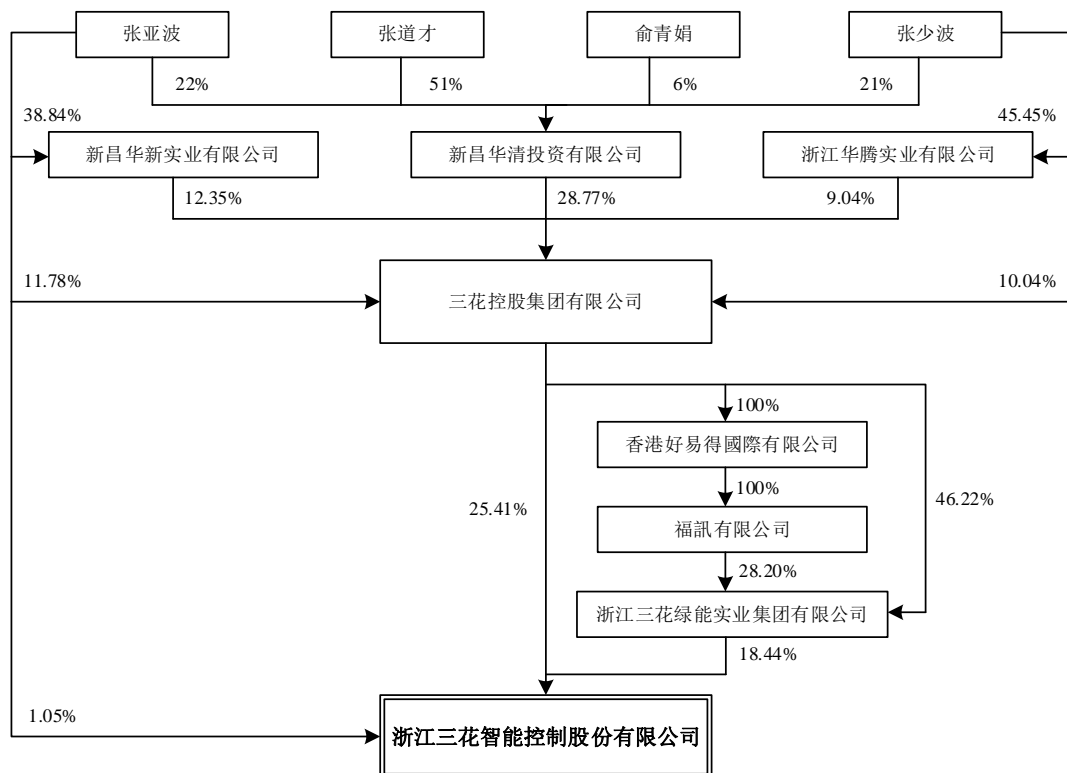 张亚波
张道才
俞青娟
张少波
22%
51%
6%
21%
38.84%
45.45%
新昌华新实业有限公司
新昌华清投资有限公司
浙江华腾实业有限公司
12.35%
28.77%
9.04%
11.78%
三花控股集团有限公司
10.04%
100%
香港好易得國際有限公司
100%
25.41%
46.22%
福訊有限公司
28.20%
浙江三花绿能实业集团有限公司
18.44%
1.05%
浙江三花智能控制股份有限公司